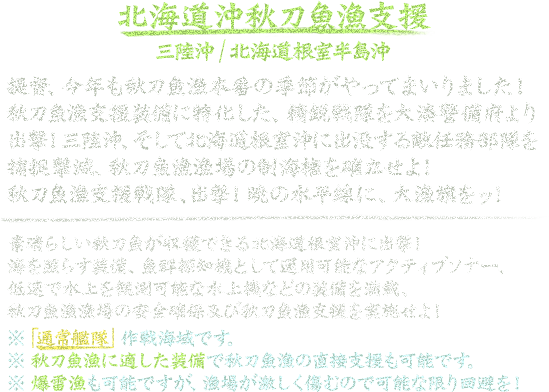 北海道沖秋刀魚漁支援
三陸沖/北海道根室半島沖
提督、今年も秋刀魚漁本番の季節がやってまいりました!
秋刀魚漁支援装備に特化した、精鋭戦隊を大湊警備府より
出撃!三陸沖、そして北海道根室沖に出没する敵任務部隊を
捕捉撃滅、秋刀魚漁漁場の制海権を確立せよ!
秋刀魚漁支援戦隊、出撃!暁の水平線に、大漁旗をッ!
素晴らしい秋刀魚が収穫できる北海道根室沖に出撃!
海を照らす装備、魚群探知機として運用可能なアクティブソナー、
低速で水上を観測可能な水上機などの装備を満載、
秋刀魚漁漁場の安全確保及び秋刀魚漁支援を実施せよ!
※「通常艦隊」作戦海域です。
※ 秋刀魚漁に適した装備で秋刀魚漁の直接支援も可能です。
※ 爆雷漁も可能ですが、漁場が激しく傷むので可能な限り回避を!